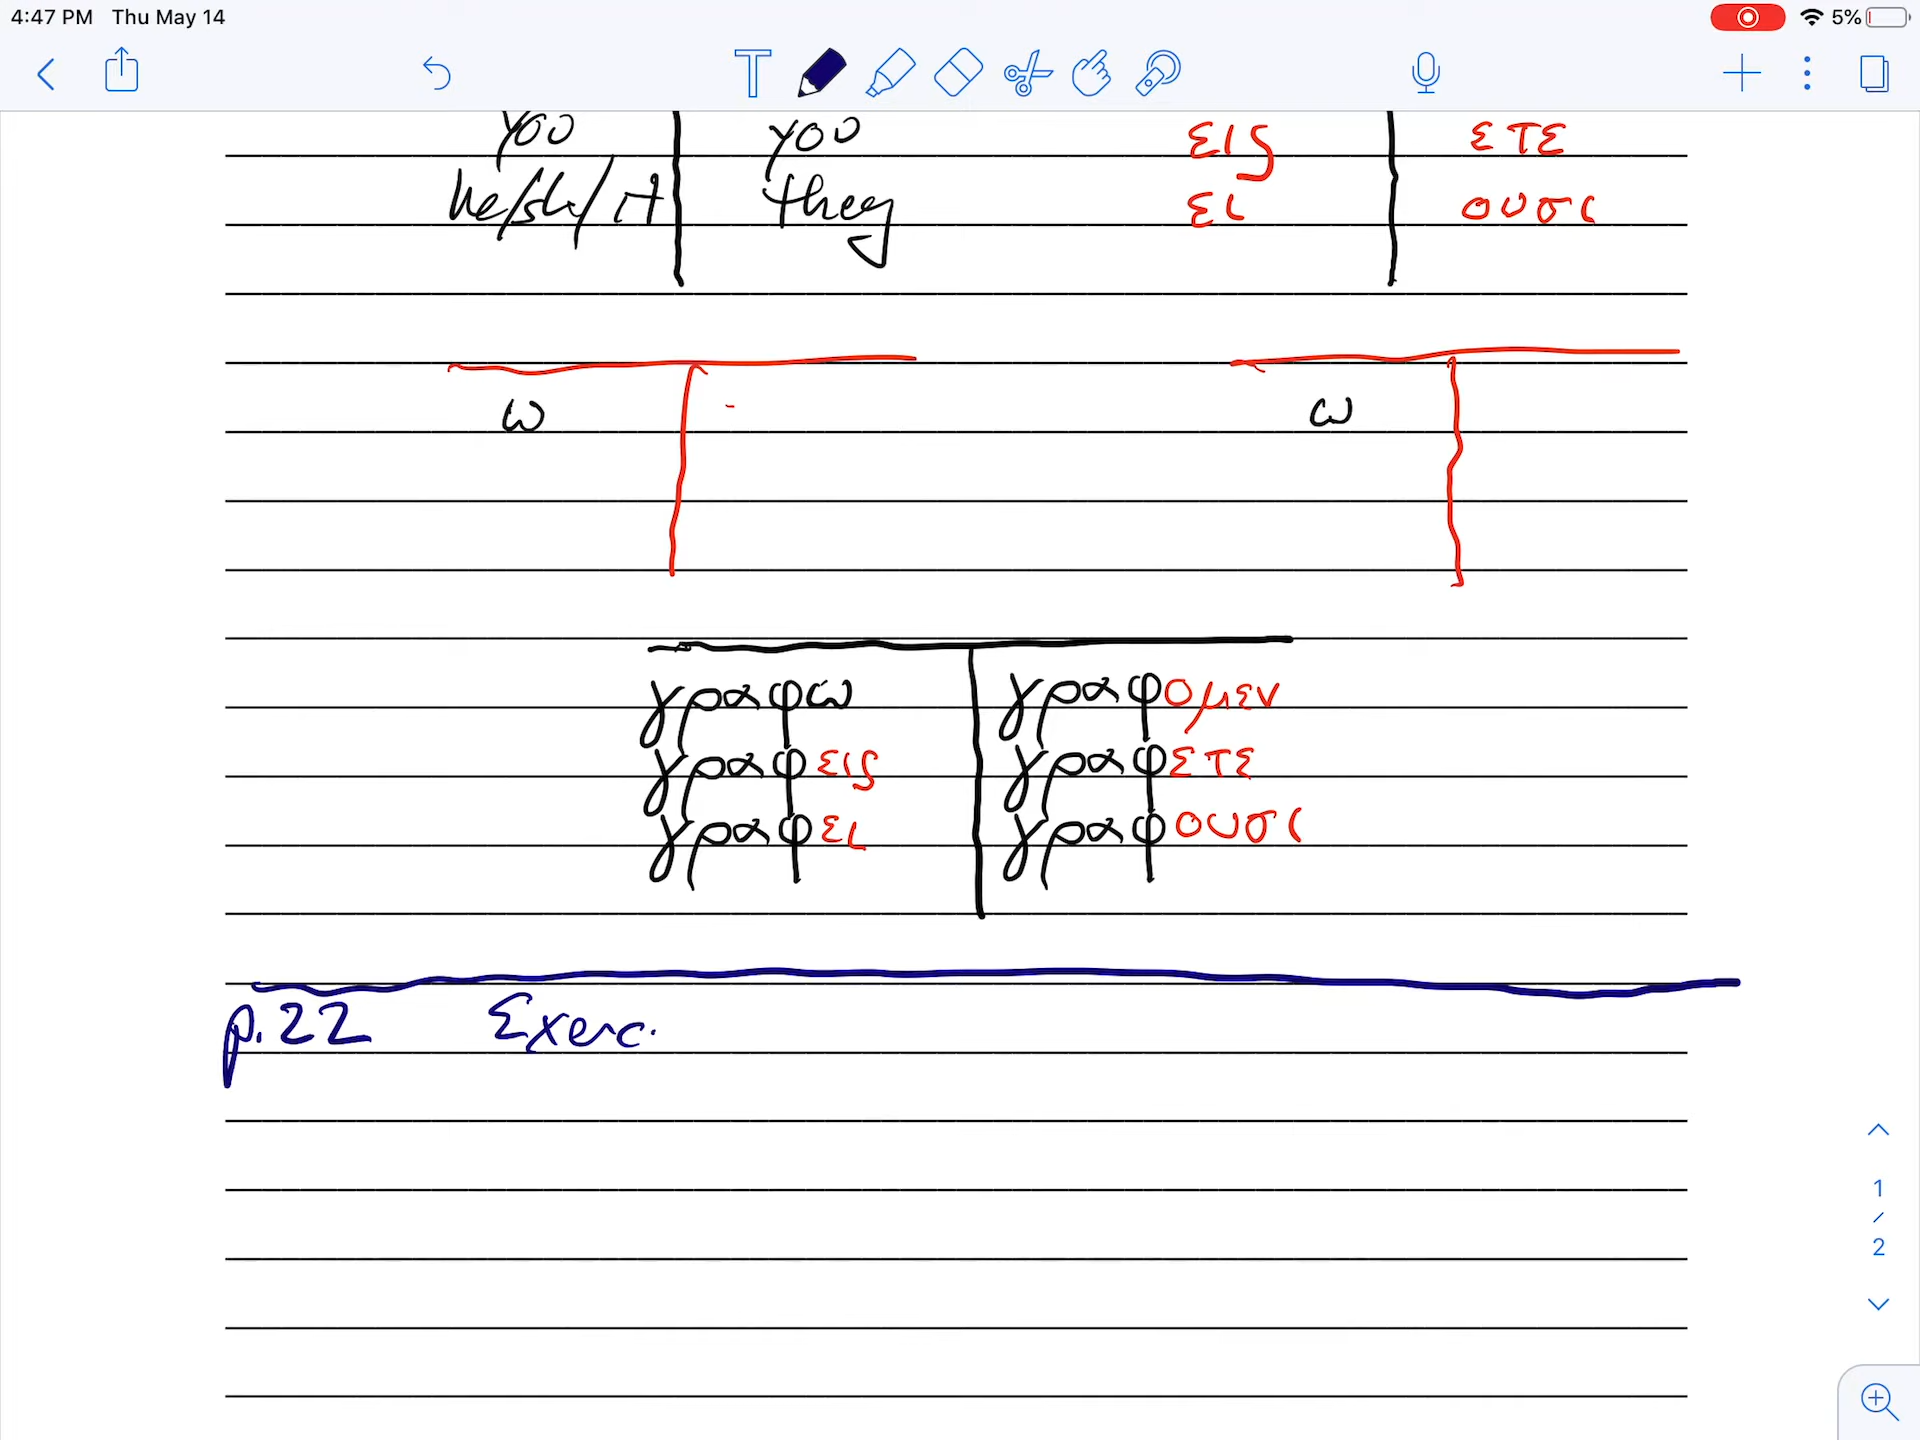 4:47 PM Thu May 14 5%
you you εις ετε
he/sh/it they ει ουσι
ω ω
γραφω γραφομεν
γραφεις γραφετε
γραφει γραφουσι
p.22 Exerc.
1
/
2